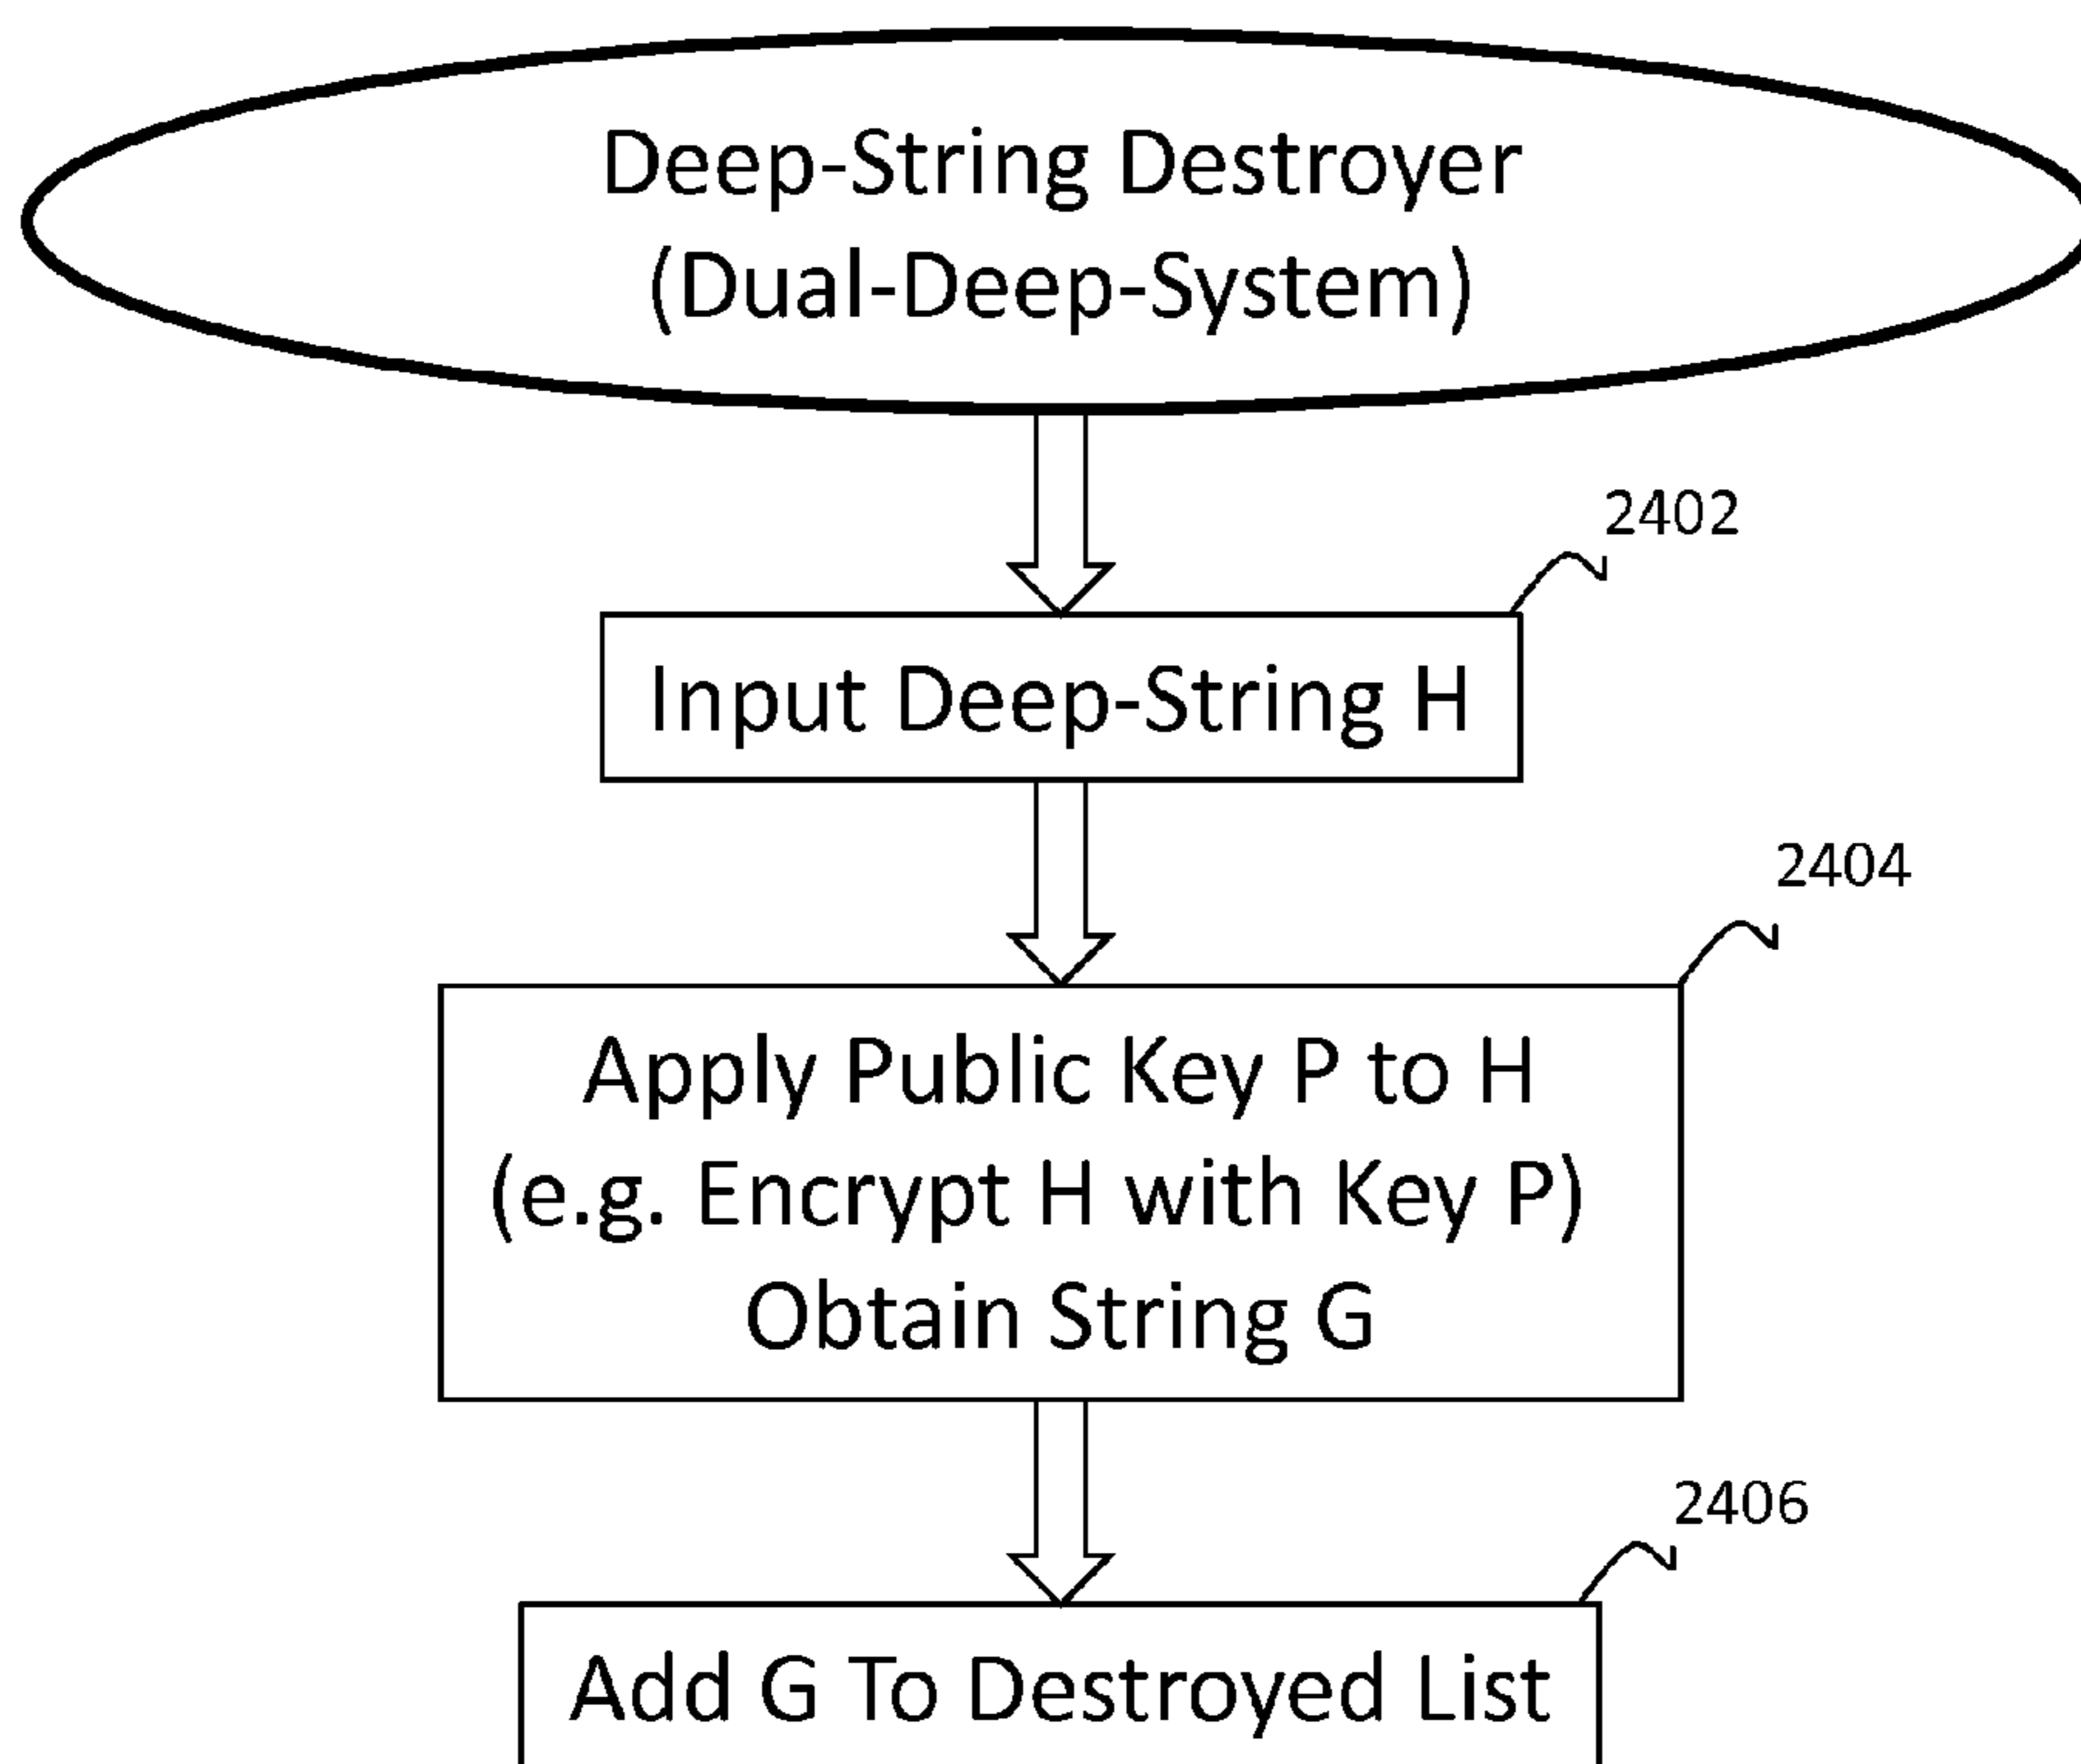 Deep-String Destroyer
(Dual-Deep-System)
2402
Input Deep-String H
2404
Apply Public Key P to H
(e.g. Encrypt H with Key P)
Obtain String G
2406
Add G To Destroyed List